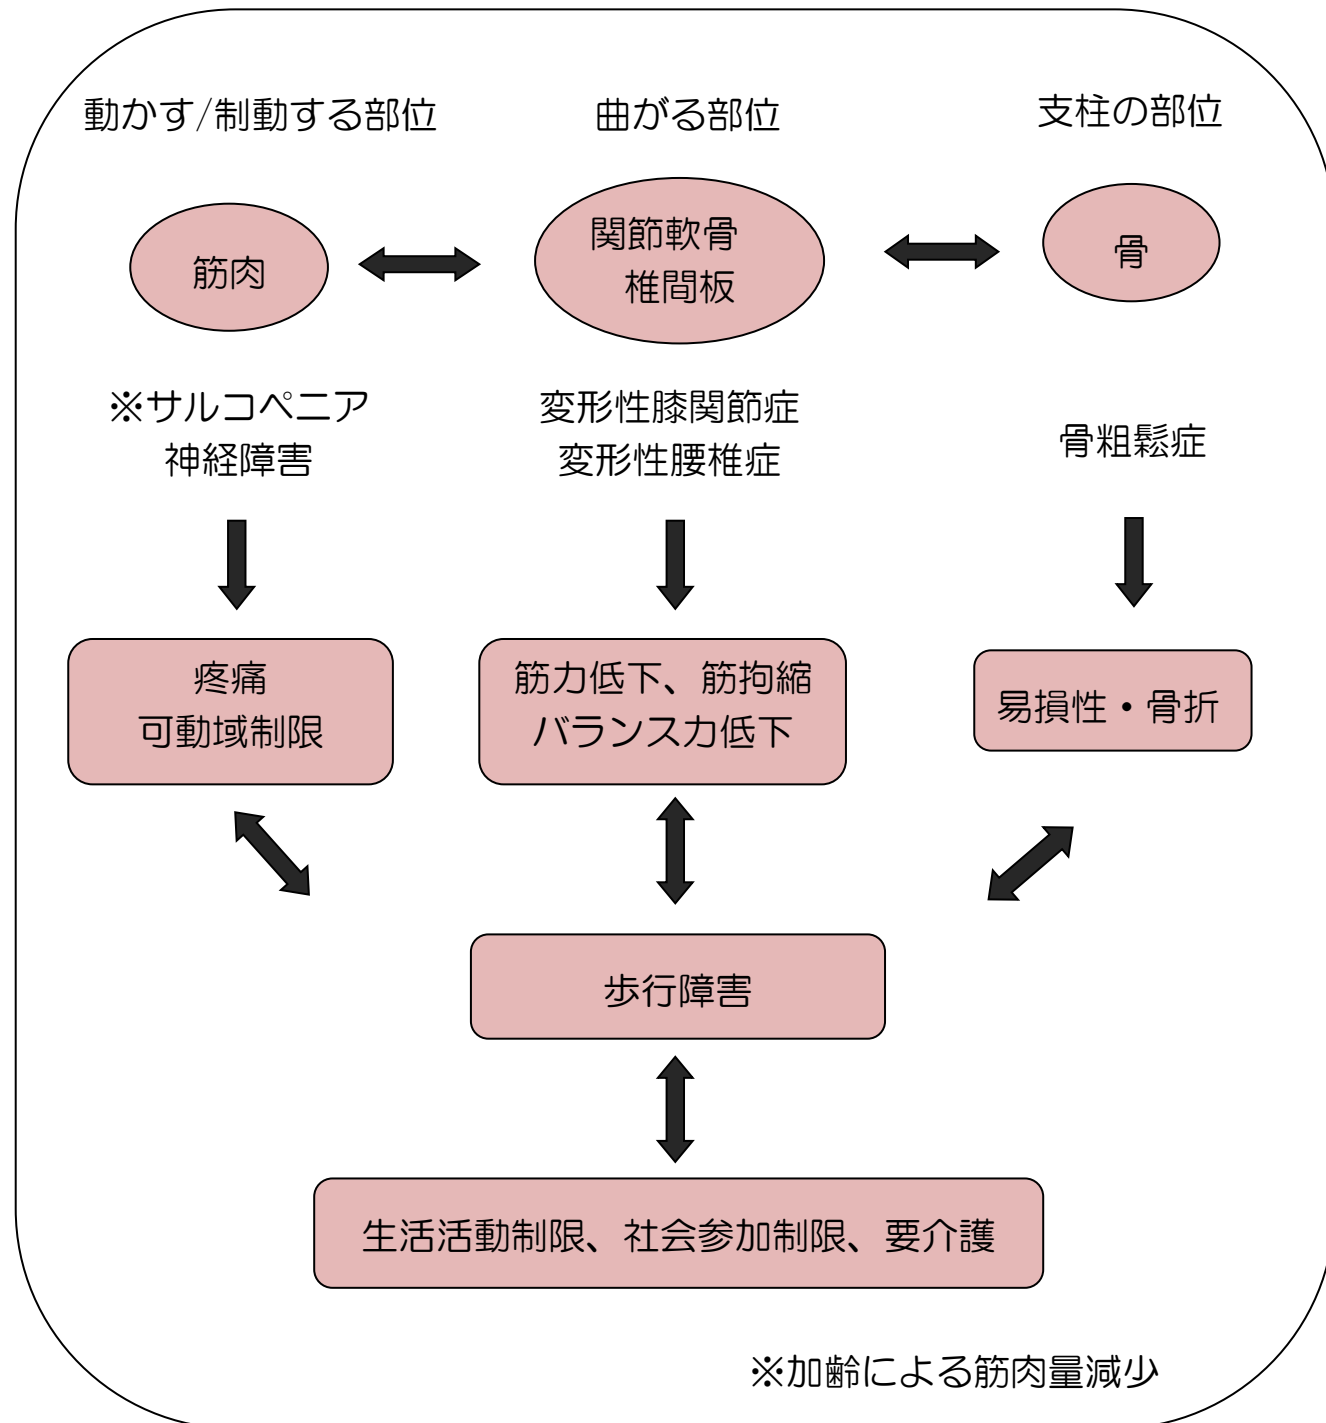 動かす/制動する部位
曲がる部位
支柱の部位
筋肉
関節軟骨
椎間板
骨
※サルコペニア
神経障害
変形性膝関節症
変形性腰椎症
骨粗鬆症
疼痛
可動域制限
筋力低下、筋拘縮
バランス力低下
易損性・骨折
歩行障害
生活活動制限、社会参加制限、要介護
※加齢による筋肉量減少